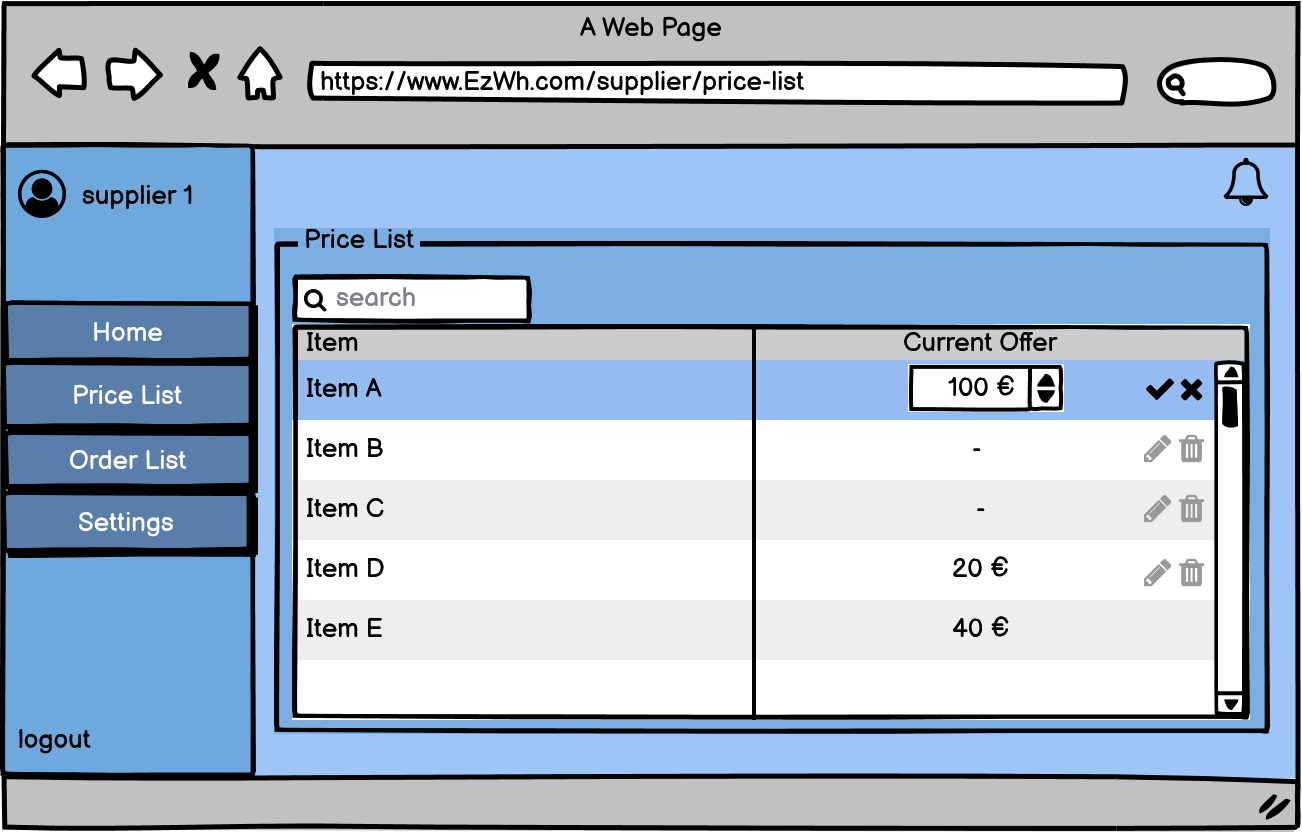 A Web Page
https://www.EzWh.com/supplier/price-list
supplier 1
Home
Price List
Order List
Settings
logout
Price List
search
Item Current Offer
Item A 100 €
Item B -
Item C -
Item D 20 €
Item E 40 €